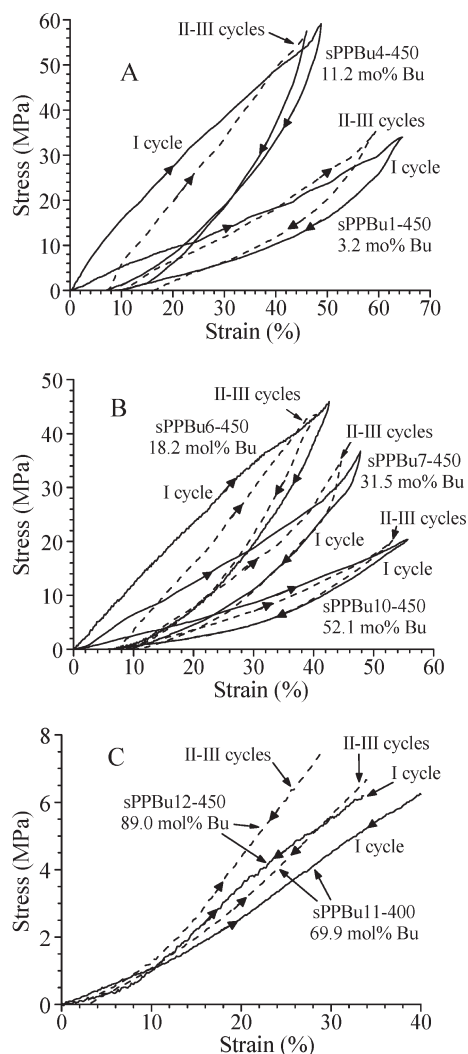 60
50
40
30
20
10
0
Stress (MPa)
A
II-III cycles
sPPBu4-450
11.2 mo% Bu
I cycle
II-III cycles
I cycle
sPPBu1-450
3.2 mo% Bu
0 10 20 30 40 50 60 70
Strain (%)
50
40
30
20
10
0
Stress (MPa)
B
II-III cycles
sPPBu6-450
18.2 mol% Bu
II-III cycles
sPPBu7-450
31.5 mo% Bu
I cycle
II-III cycles
I cycle
I cycle
sPPBu10-450
52.1 mo% Bu
0 10 20 30 40 50 60
Strain (%)
8
6
4
2
0
Stress (MPa)
C
II-III cycles
II-III cycles
I cycle
sPPBu12-450
89.0 mol% Bu
I cycle
sPPBu11-400
69.9 mol% Bu
0 10 20 30 40
Strain (%)